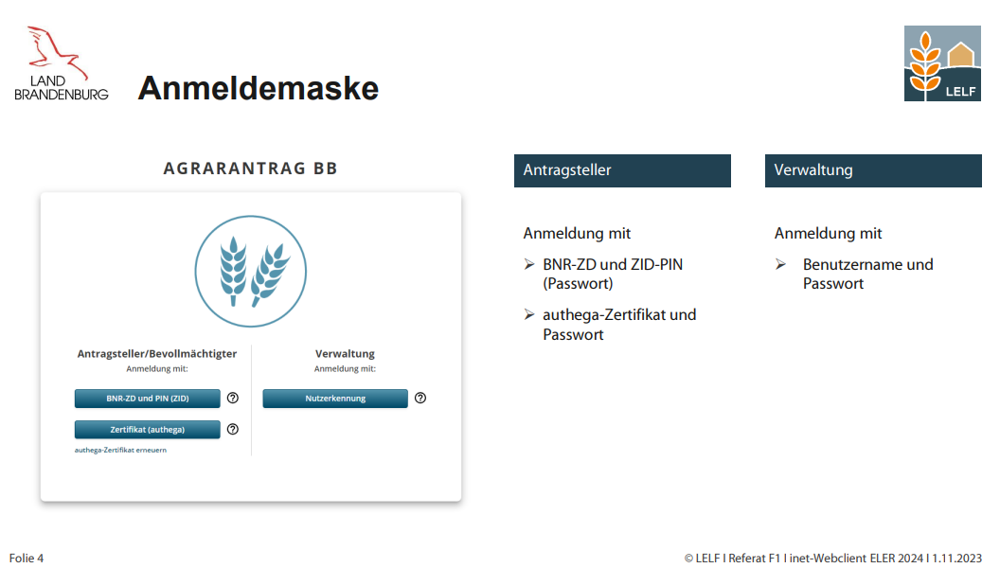 LAND
BRANDENBURG
Anmeldemaske
LELF
AGRARANTRAG BB
Antragsteller/Bevollmächtigter
Anmeldung mit:
BNR-ZD und PIN (ZID)
?
Zertifikat (authega)
?
authega-Zertifikat erneuern
Verwaltung
Anmeldung mit:
Nutzerkennung
?
Antragsteller
Anmeldung mit
➢ BNR-ZD und ZID-PIN
(Passwort)
➢ authega-Zertifikat und
Passwort
Verwaltung
Anmeldung mit
➢ Benutzername und
Passwort
Folie 4
© LELF I Referat F1 I inet-Webclient ELER 2024 I 1.11.2023